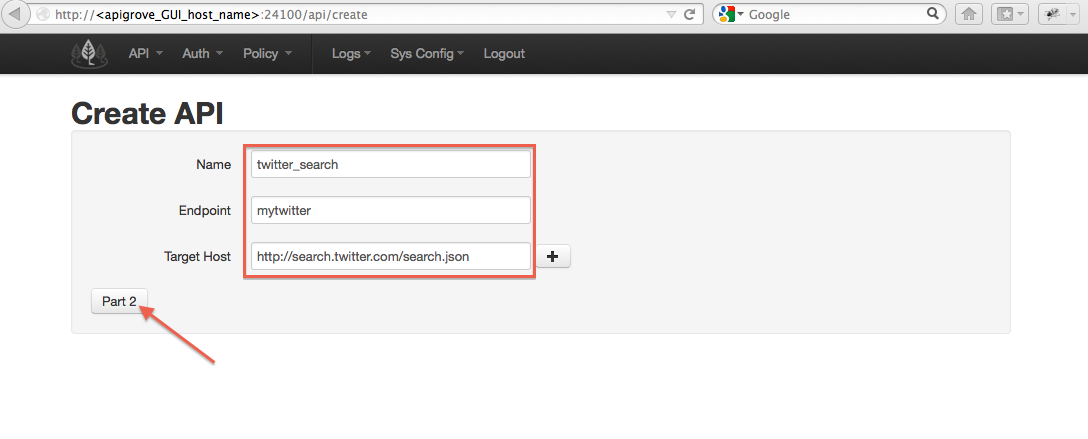 http://<apigrove_GUI_host_name>:24100/api/create
Google
API Auth Policy Logs Sys Config Logout
Create API
Name twitter_search
Endpoint mytwitter
Target Host http://search.twitter.com/search.json +
Part 2